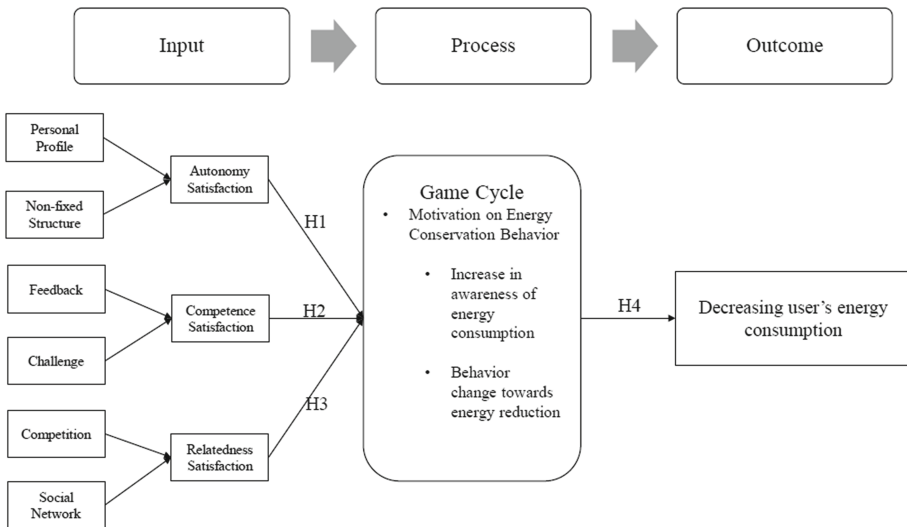 Input
Process
Outcome
Personal
Profile
Non-fixed
Structure
Autonomy
Satisfaction
H1
Feedback
Challenge
Competence
Satisfaction
H2
Competition
Social
Network
Relatedness
Satisfaction
H3
Game Cycle
• Motivation on Energy
Conservation Behavior
• Increase in
awareness of
energy
consumption
• Behavior
change towards
energy reduction
H4
Decreasing user's energy
consumption